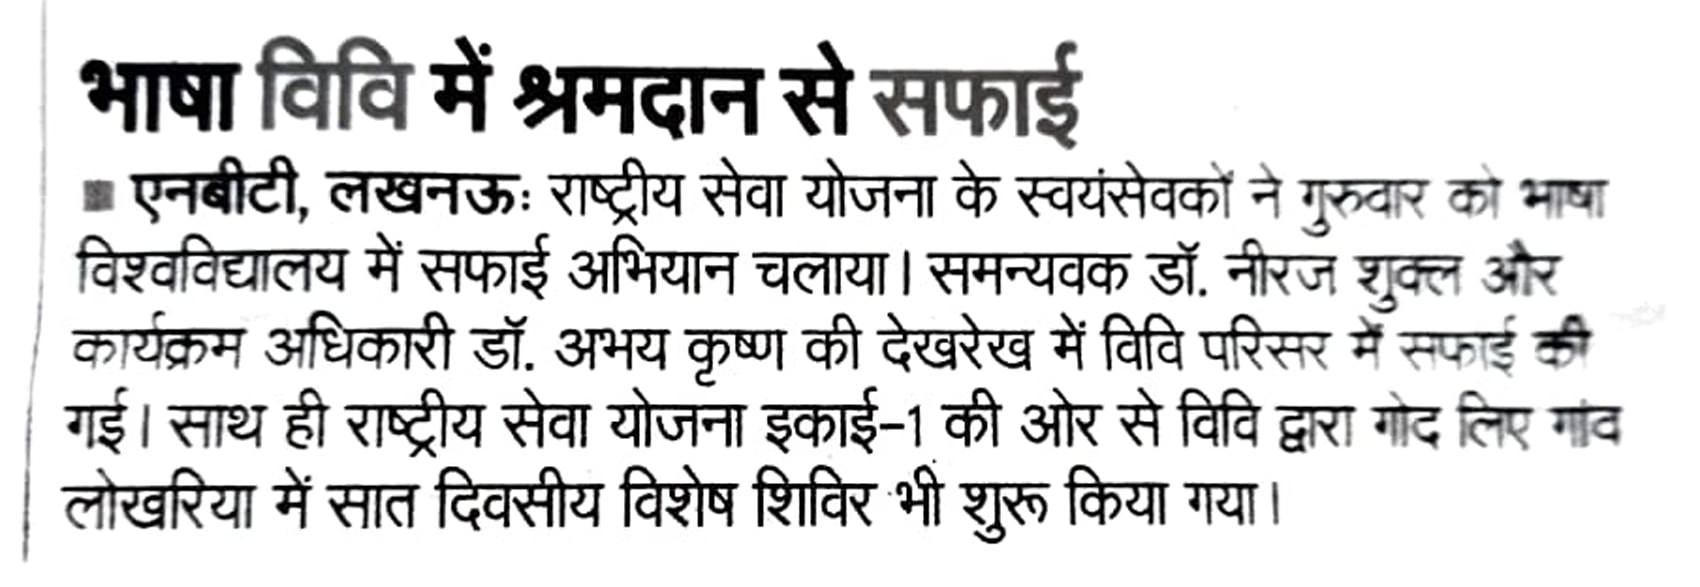 भाषा विवि में श्रमदान से सफाई
■ एनबीटी, लखनऊः राष्ट्रीय सेवा योजना के स्वयंसेवकों ने गुरुवार को भाषा
विश्वविद्यालय में सफाई अभियान चलाया। समन्यवक डॉ. नीरज शुक्ल और
कार्यक्रम अधिकारी डॉ. अभय कृष्ण की देखरेख में विवि परिसर में सफाई की
गई। साथ ही राष्ट्रीय सेवा योजना इकाई-1 की ओर से विवि द्वारा गोद लिए गांव
लोखरिया में सात दिवसीय विशेष शिविर भी शुरू किया गया।